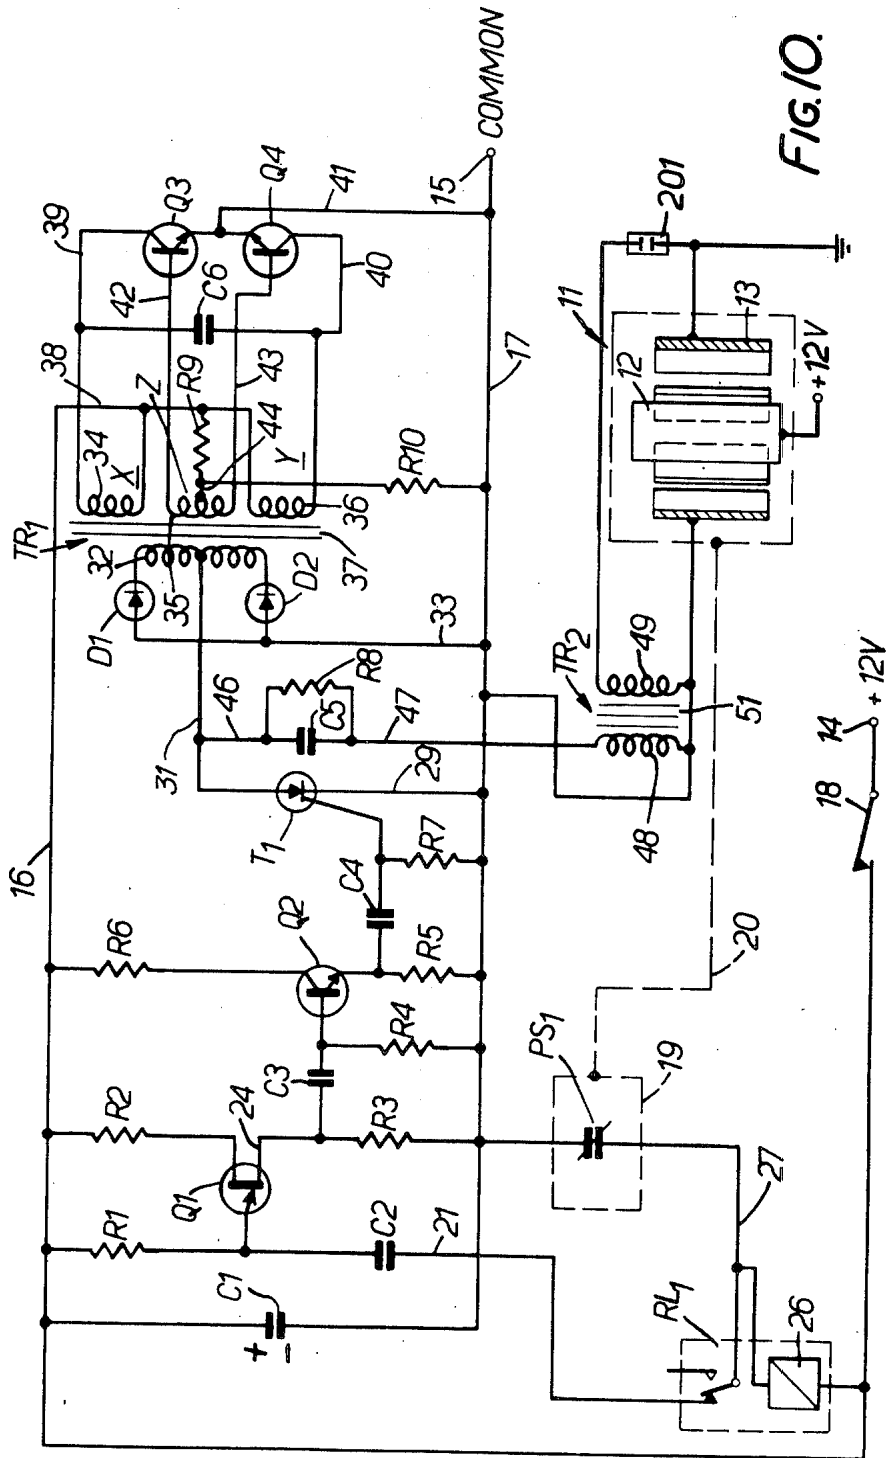 39
Q3
Q4
41
15
COMMON
42
C6
40
38
Z
R9
43
44
34
X
Y
36
R10
17
TR1
32
35
37
D1
D2
33
31
46
R8
C5
47
29
T1
16
R6
Q2
C4
R7
R5
R2
24
C3
R4
R3
Q1
R1
C2
21
C1
+
-
TR2
49
48
51
11
12
13
201
+12V
FIG.10.
PS1
19
20
27
RL1
26
18
14
+12V